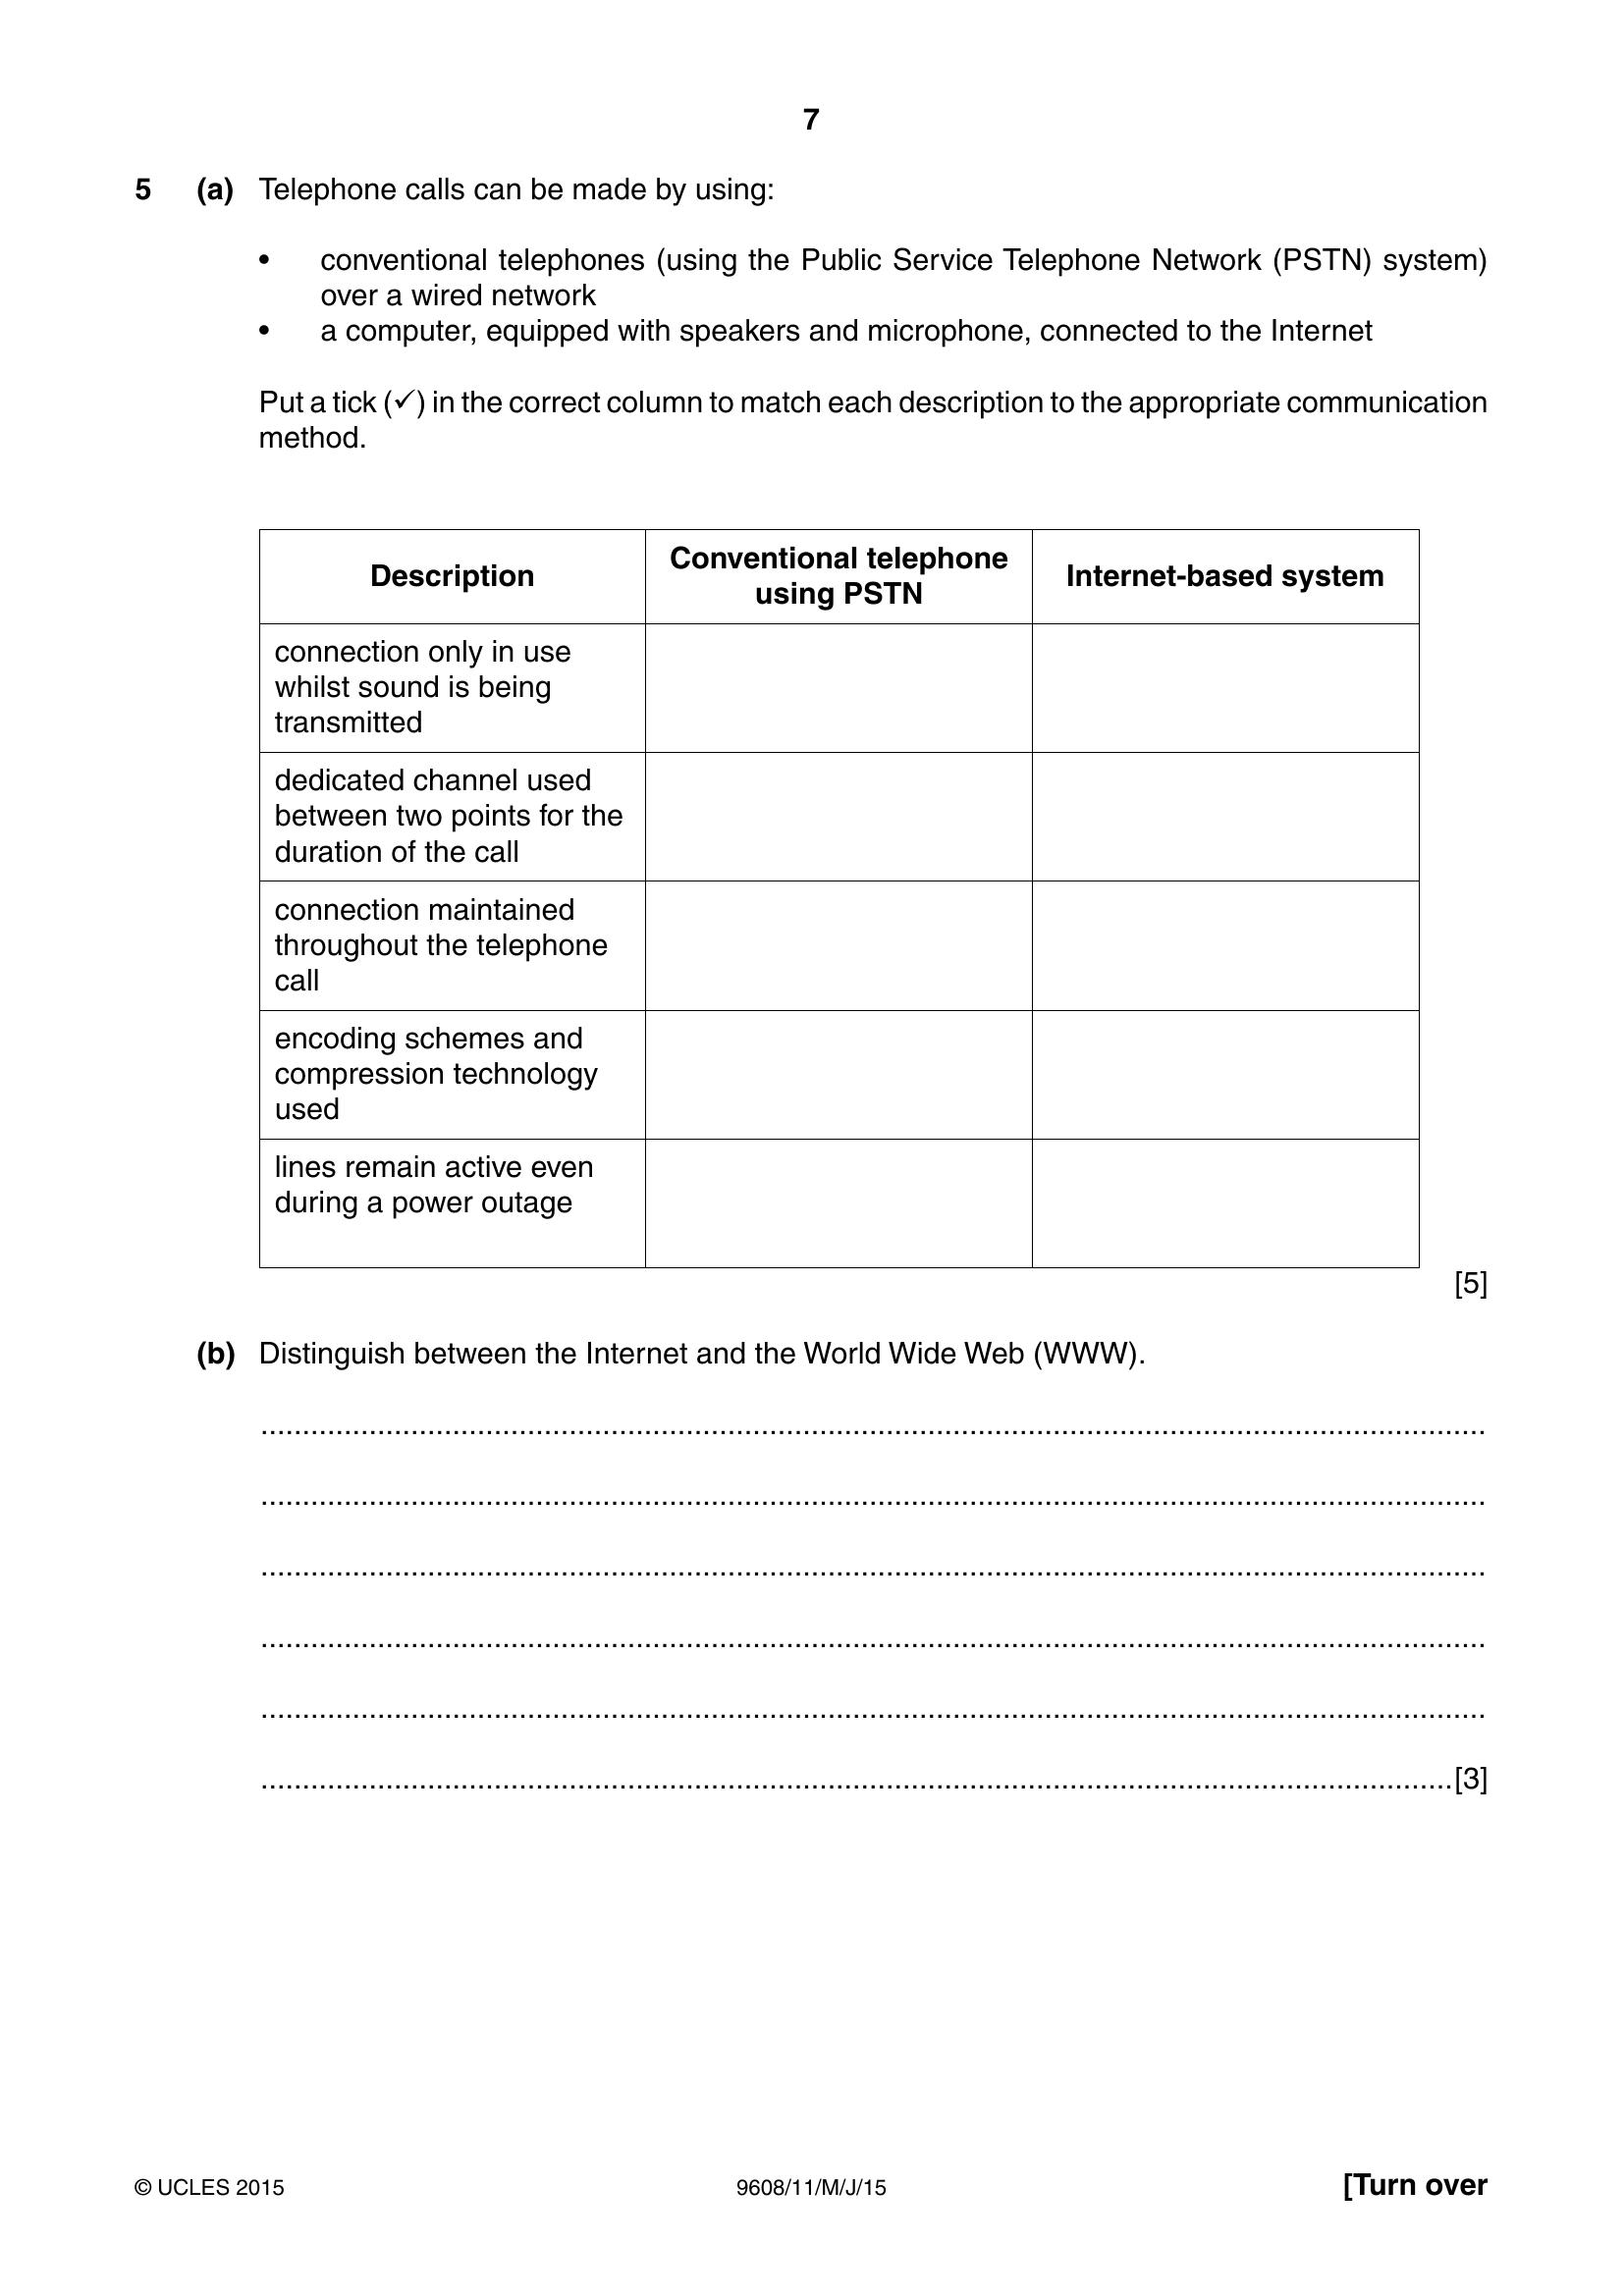 7
5 (a) Telephone calls can be made by using:
• conventional telephones (using the Public Service Telephone Network (PSTN) system)
over a wired network
• a computer, equipped with speakers and microphone, connected to the Internet
Put a tick (✓) in the correct column to match each description to the appropriate communication
method.
Description
Conventional telephone
using PSTN
Internet-based system
connection only in use
whilst sound is being
transmitted
dedicated channel used
between two points for the
duration of the call
connection maintained
throughout the telephone
call
encoding schemes and
compression technology
used
lines remain active even
during a power outage
[5]
(b) Distinguish between the Internet and the World Wide Web (WWW).
[3]
© UCLES 2015 9608/11/M/J/15 [Turn over